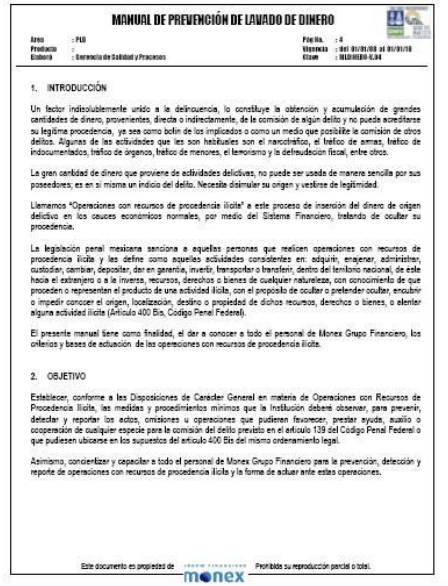 MANUAL DE PREVENCIÓN DE LAVADO DE DINERO
Area : PLD
Producto :
Elaboró : Gerencia de Calidad y Procesos
Pág No. : 4
Vigencia : del 01/01/08 al 01/01/10
Clave :
1. INTRODUCCIÓN
Un factor indisolublemente unido a la delincuencia, lo constituye la obtención y acumulación de grandes
cantidades de dinero, provenientes, directa o indirectamente, de la comisión de algún delito y no pueda acreditarse
su legítima procedencia, ya sea como botín de los implicados o como un medio que posibilite la comisión de otros
delitos. Algunas de las actividades que les son habituales son el narcotráfico, el tráfico de armas, tráfico de
indocumentados, tráfico de órganos, tráfico de menores, el terrorismo y la defraudación fiscal, entre otros.
La gran cantidad de dinero que proviene de actividades delictivas, no puede ser usada de manera sencilla por sus
poseedores; es en si misma un indicio del delito. Necesita disimular su origen y vestirse de legitimidad.
Llamamos "Operaciones con recursos de procedencia ilícita" a este proceso de inserción del dinero de origen
delictivo en los cauces económicos normales, por medio del Sistema Financiero, tratando de ocultar su
procedencia.
La legislación penal mexicana sanciona a aquellas personas que realicen operaciones con recursos de
procedencia ilícita y las define como aquellas actividades consistentes en: adquirir, enajenar, administrar,
custodiar, cambiar, depositar, dar en garantía, invertir, transportar o transferir, dentro del territorio nacional, de éste
hacia el extranjero o a la inversa, recursos, derechos o bienes de cualquier naturaleza, con conocimiento de que
proceden o representan el producto de una actividad ilícita, con el propósito de ocultar o pretender ocultar, encubrir
o impedir conocer el origen, localización, destino o propiedad de dichos recursos, derechos o bienes, o alentar
alguna actividad ilícita (Artículo 400 Bis, Código Penal Federal).
El presente manual tiene como finalidad, el dar a conocer a todo el personal de Monex Grupo Financiero, los
criterios y bases de actuación de las operaciones con recursos de procedencia ilícita.
2. OBJETIVO
Establecer, conforme a las Disposiciones de Carácter General en materia de Operaciones con Recursos de
Procedencia Ilícita, las medidas y procedimientos mínimos que la Institución deberá observar, para prevenir,
detectar y reportar los actos, omisiones u operaciones que pudieran favorecer, prestar ayuda, auxilio o
cooperación de cualquier especie para la comisión del delito previsto en el artículo 139 del Código Penal Federal o
que pudiesen ubicarse en los supuestos del artículo 400 Bis del mismo ordenamiento legal.
Asimismo, concientizar y capacitar a todo el personal de Monex Grupo Financiero para la prevención, detección y
reporte de operaciones con recursos de procedencia ilícita y la forma de actuar ante estas operaciones.
Este documento es propiedad de GRUPO FINANCIERO monex Prohibida su reproducción parcial o total.